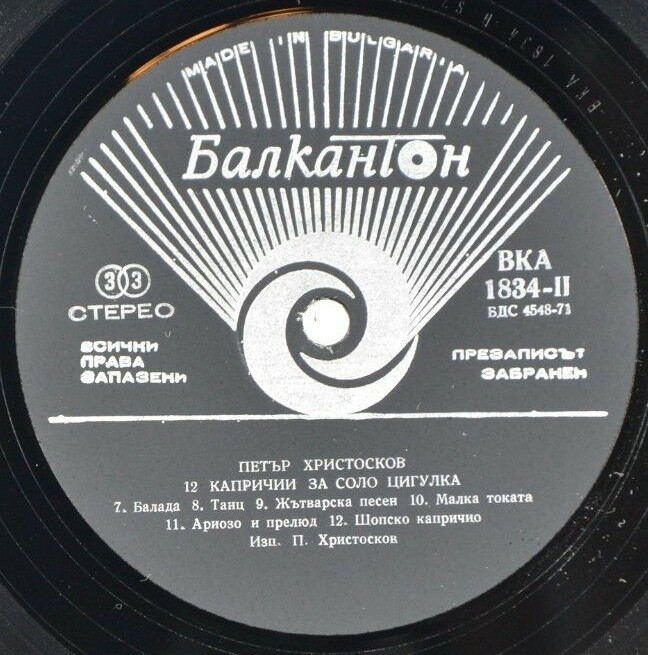 MADE IN BULGARIA
Балкантон
33
СТЕРЕО
ВКА
1834-II
БДС 4548-71
ВСИЧКИ
ПРАВА
ЗАПАЗЕНИ
ПРЕЗАПИСЪТ
ЗАБРАНЕН
ПЕТЪР ХРИСТОСКОВ
12 КАПРИЧИИ ЗА СОЛО ЦИГУЛКА
7. Балада 8. Танц 9. Жътварска песен 10. Малка токата
11. Ариозо и прелюд 12. Шопско капричио
Изп. П. Христосков